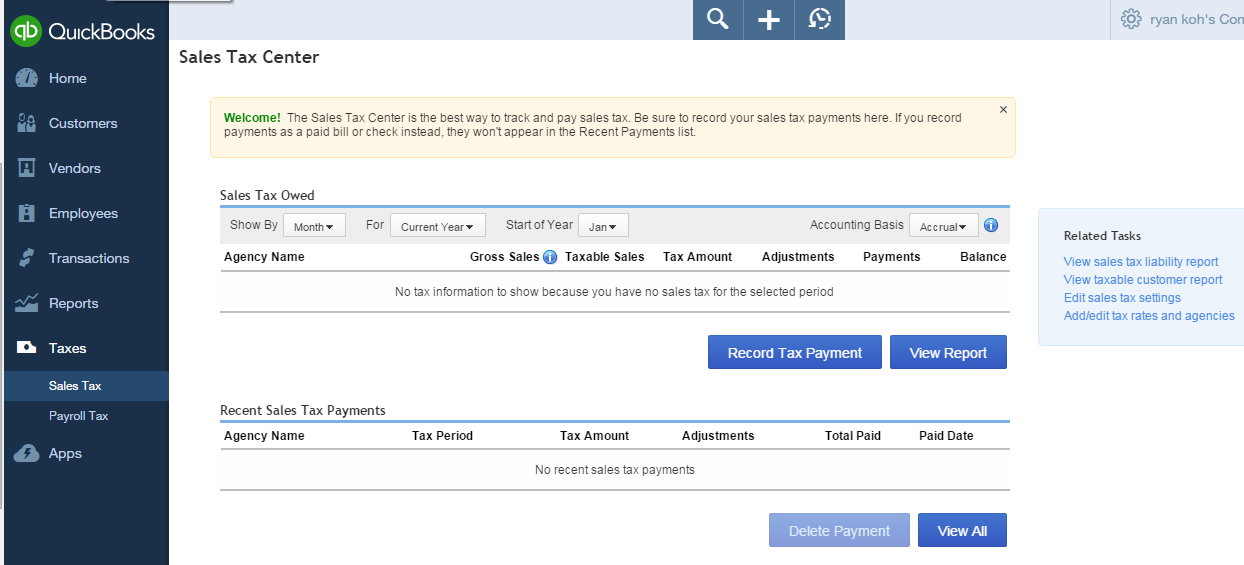 QuickBooks
ryan koh's Con
Home
Customers
Vendors
Employees
Transactions
Reports
Taxes
Sales Tax
Payroll Tax
Apps
Sales Tax Center
Welcome! The Sales Tax Center is the best way to track and pay sales tax. Be sure to record your sales tax payments here. If you record
payments as a paid bill or check instead, they won't appear in the Recent Payments list.
Sales Tax Owed
Show By Month For Current Year Start of Year Jan Accounting Basis Accrual
Agency Name Gross Sales Taxable Sales Tax Amount Adjustments Payments Balance
No tax information to show because you have no sales tax for the selected period
Record Tax Payment View Report
Recent Sales Tax Payments
Agency Name Tax Period Tax Amount Adjustments Total Paid Paid Date
No recent sales tax payments
Delete Payment View All
Related Tasks
View sales tax liability report
View taxable customer report
Edit sales tax settings
Add/edit tax rates and agencies